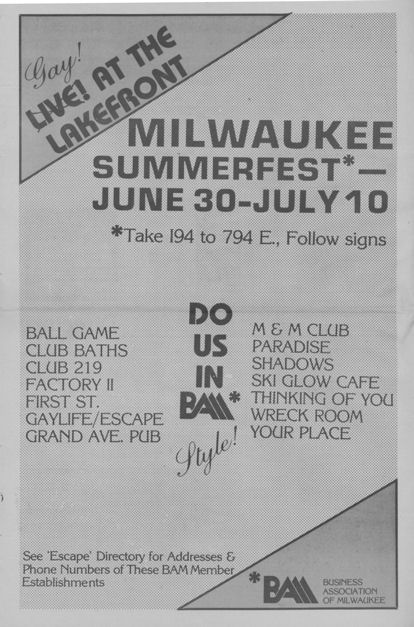 Gay!
LIVE! AT THE
LAKEFRONT
MILWAUKEE
SUMMERFEST*—
JUNE 30-JULY 10
*Take I94 to 794 E., Follow signs
BALL GAME
CLUB BATHS
CLUB 219
FACTORY II
FIRST ST.
GAYLIFE/ESCAPE
GRAND AVE. PUB
DO
US
IN
BAM*
Style!
M & M CLUB
PARADISE
SHADOWS
SKI GLOW CAFE
THINKING OF YOU
WRECK ROOM
YOUR PLACE
See 'Escape' Directory for Addresses &
Phone Numbers of These BAM Member
Establishments
*BAM
BUSINESS
ASSOCIATION
OF MILWAUKEE